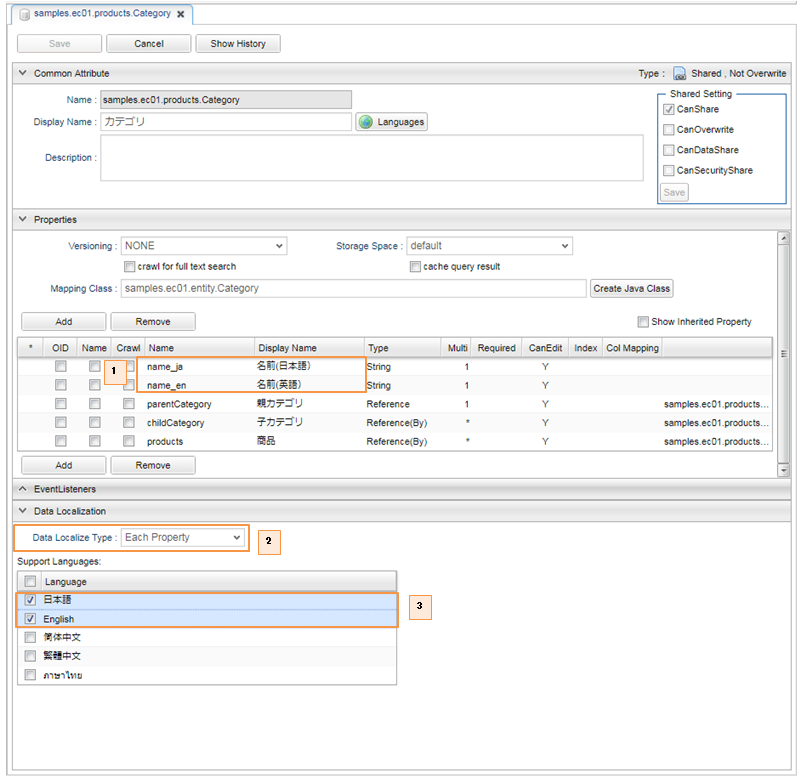 samples.ec01.products.Category
Save Cancel Show History
Common Attribute Type : Shared , Not Overwrite
Name : samples.ec01.products.Category
Display Name : カテゴリ Languages
Description :
Shared Setting
CanShare
CanOverwrite
CanDataShare
CanSecurityShare
Save
Properties
Versioning : NONE Storage Space : default
crawl for full text search cache query result
Mapping Class : samples.ec01.entity.Category Create Java Class
Add Remove Show Inherited Property
* OID Name Crawl Name Display Name Type Multi Required CanEdit Index Col Mapping
1
name_ja 名前(日本語) String 1 Y
name_en 名前(英語) String 1 Y
parentCategory 親カテゴリ Reference 1 Y samples.ec01.products...
childCategory 子カテゴリ Reference(By) * Y samples.ec01.products...
products 商品 Reference(By) * Y samples.ec01.products...
Add Remove
EventListeners
Data Localization
Data Localize Type : Each Property 2
Support Languages:
Language
日本語
English
3
简体中文
繁體中文
ภาษาไทย